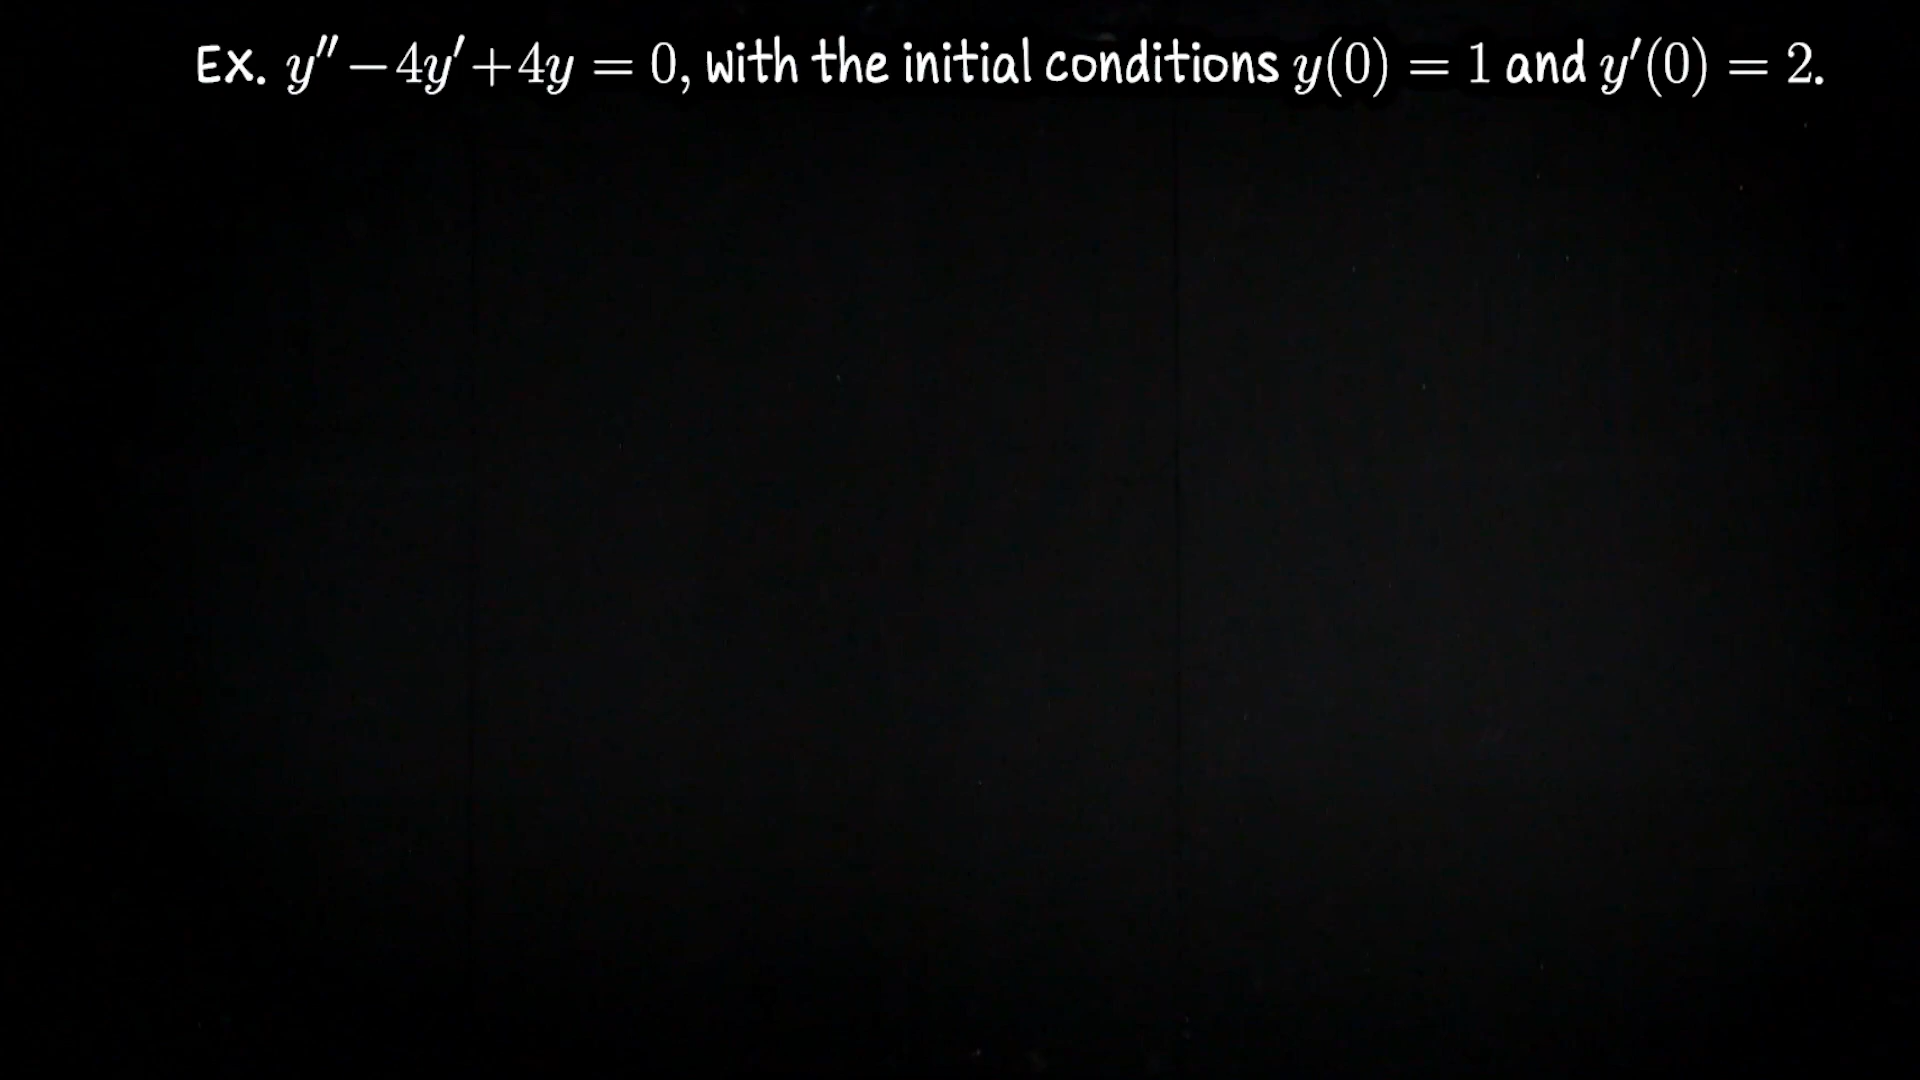 Ex. y″ − 4y′ + 4y = 0, with the initial conditions y(0) = 1 and y′(0) = 2.